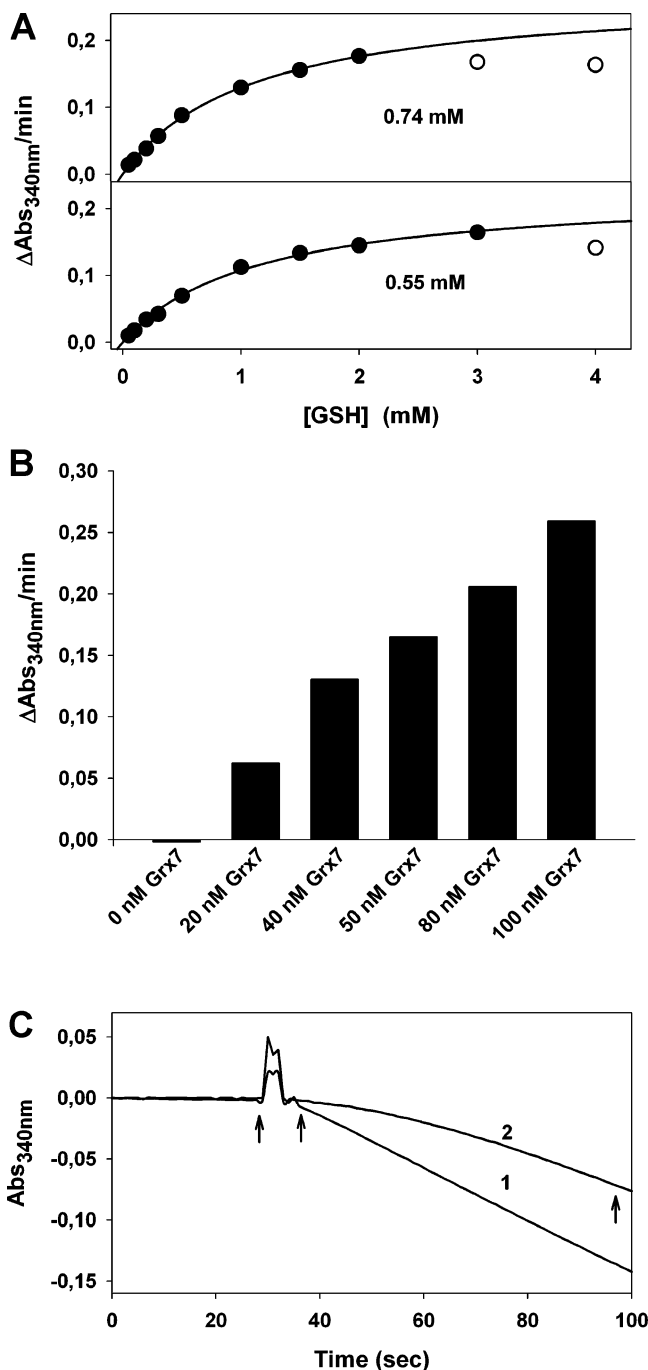 A
0,2
0,1
0,0
0.74 mM
0,2
0,1
0,0
0.55 mM
ΔAbs340nm/min
0 1 2 3 4
[GSH] (mM)
B
0,30
0,25
0,20
0,15
0,10
0,05
0,00
ΔAbs340nm/min
0 nM Grx7
20 nM Grx7
40 nM Grx7
50 nM Grx7
80 nM Grx7
100 nM Grx7
C
0,05
0,00
-0,05
-0,10
-0,15
Abs340nm
2
1
0 20 40 60 80 100
Time (sec)